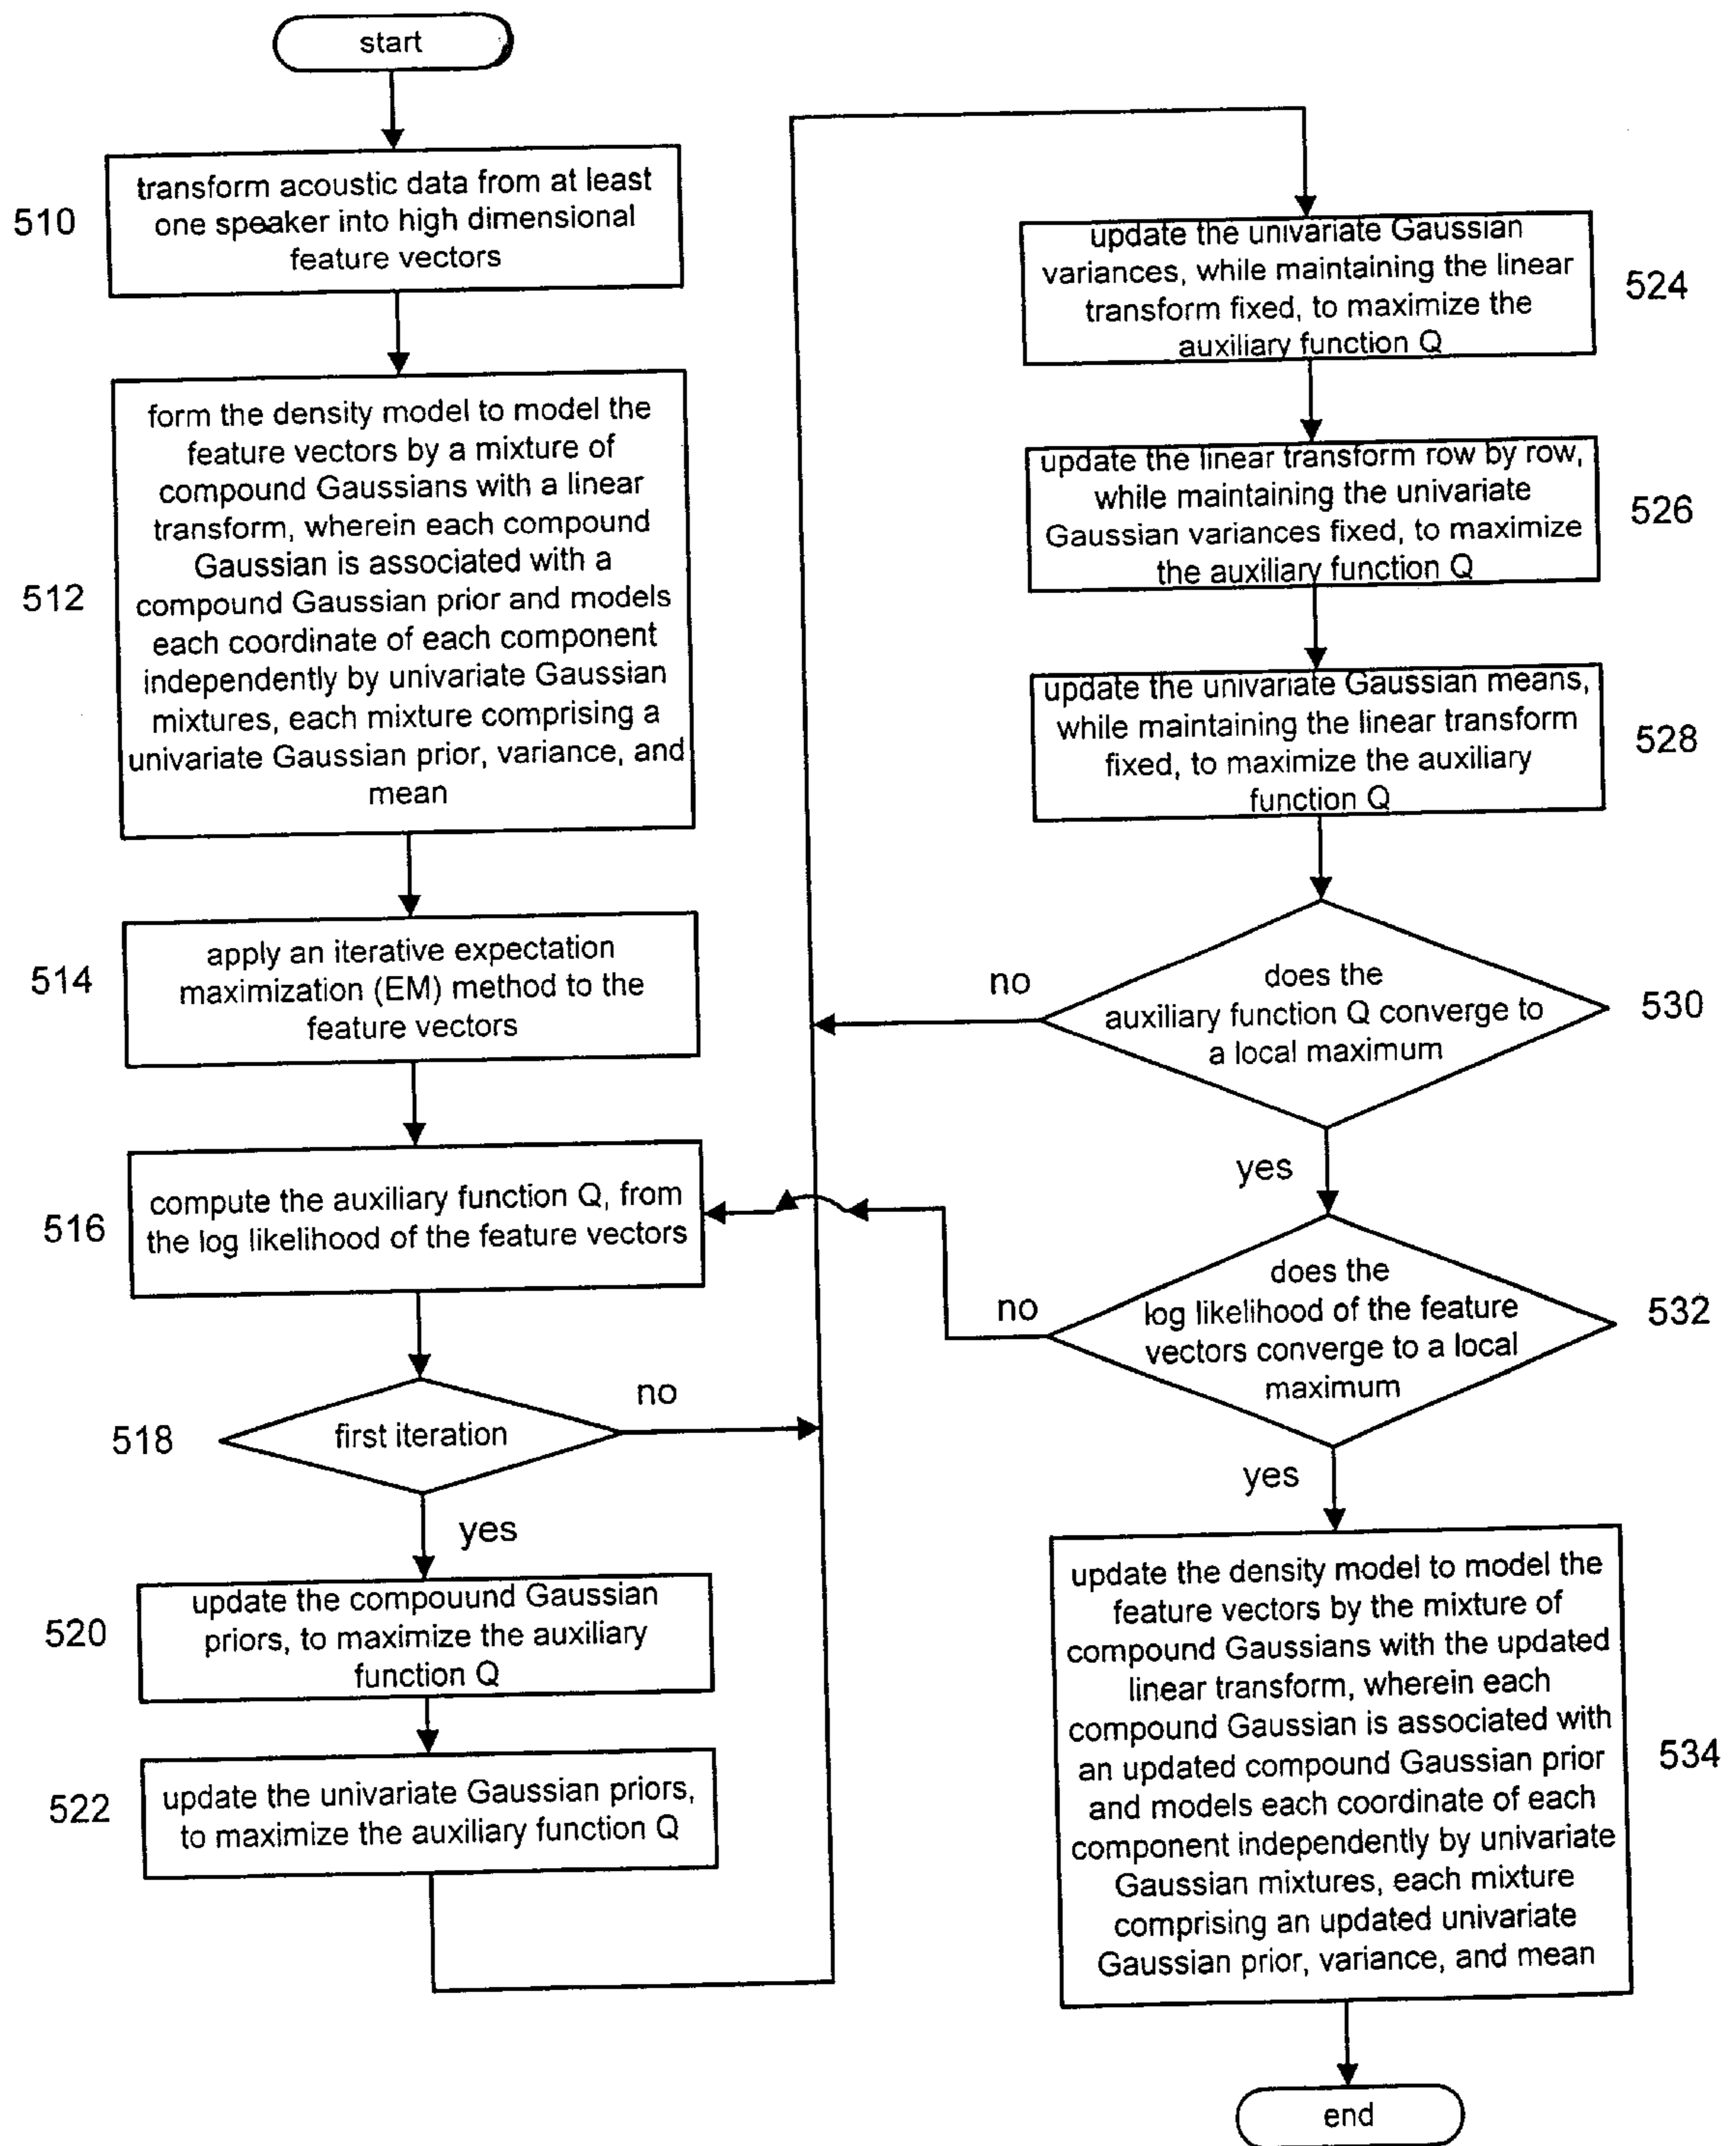 start
510
transform acoustic data from at least
one speaker into high dimensional
feature vectors
512
form the density model to model the
feature vectors by a mixture of
compound Gaussians with a linear
transform, wherein each compound
Gaussian is associated with a
compound Gaussian prior and models
each coordinate of each component
independently by univariate Gaussian
mixtures, each mixture comprising a
univariate Gaussian prior, variance, and
mean
514
apply an iterative expectation
maximization (EM) method to the
feature vectors
516
compute the auxiliary function Q, from
the log likelihood of the feature vectors
518
first iteration
no
yes
520
update the compouund Gaussian
priors, to maximize the auxiliary
function Q
522
update the univariate Gaussian priors,
to maximize the auxiliary function Q
update the univariate Gaussian
variances, while maintaining the linear
transform fixed, to maximize the
auxiliary function Q
524
update the linear transform row by row,
while maintaining the univariate
Gaussian variances fixed, to maximize
the auxiliary function Q
526
update the univariate Gaussian means,
while maintaining the linear transform
fixed, to maximize the auxiliary
function Q
528
no
does the
auxiliary function Q converge to
a local maximum
530
yes
no
does the
log likelihood of the feature
vectors converge to a local
maximum
532
yes
update the density model to model the
feature vectors by the mixture of
compound Gaussians with the updated
linear transform, wherein each
compound Gaussian is associated with
an updated compound Gaussian prior
and models each coordinate of each
component independently by univariate
Gaussian mixtures, each mixture
comprising an updated univariate
Gaussian prior, variance, and mean
534
end